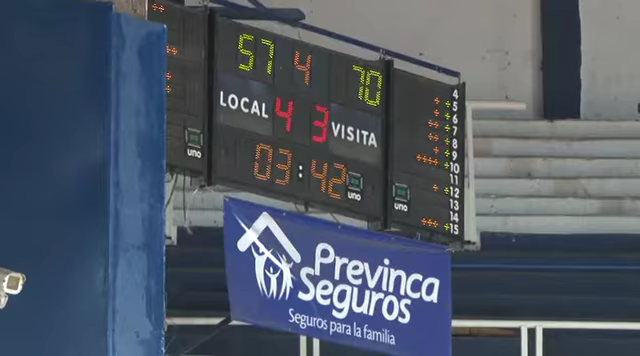 57 4 70
LOCAL 4 3 VISITA
03:42
uno
uno
uno
4
5
6
7
8
9
10
11
12
13
14
15
Previnca
Seguros
Seguros para la familia